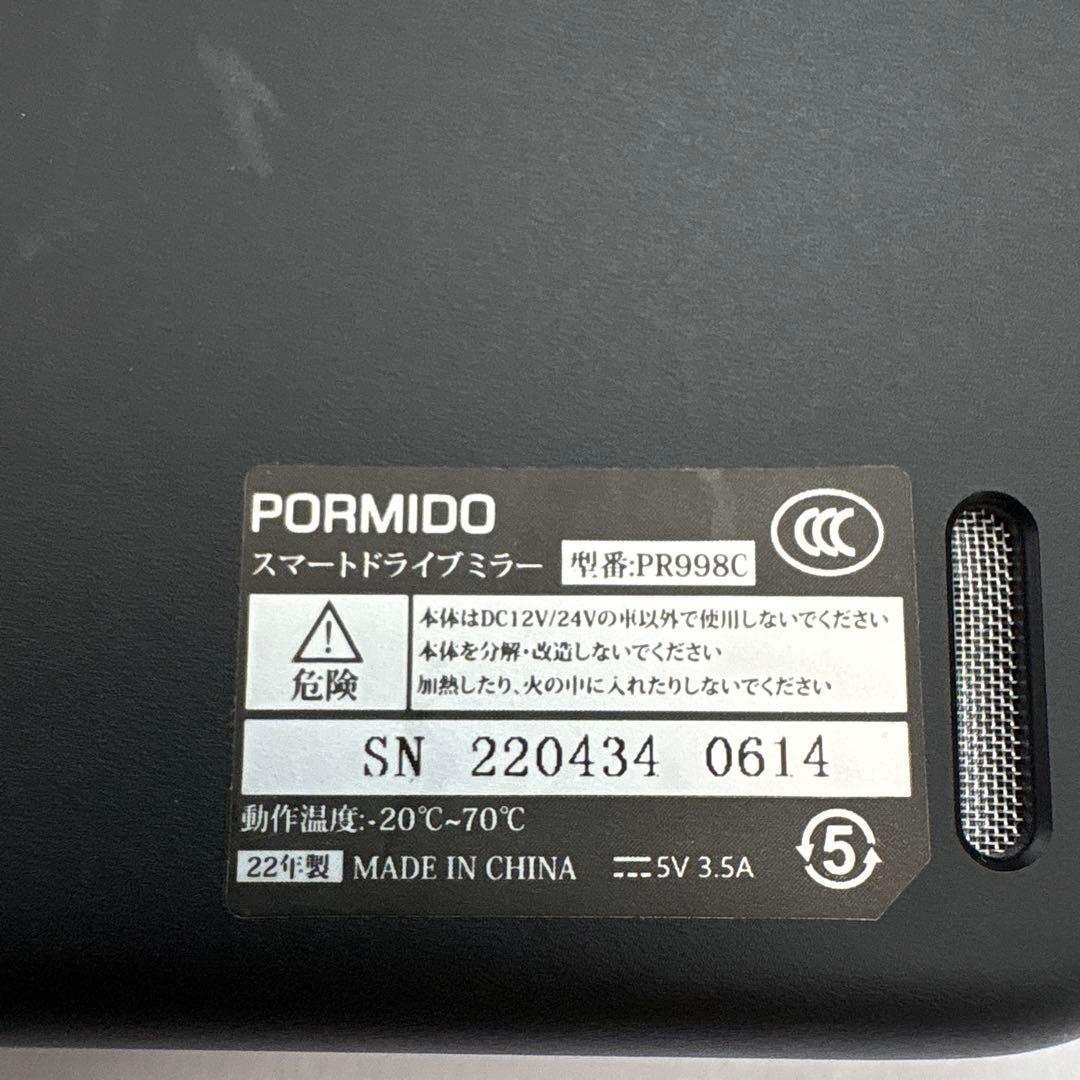 PORMIDO
スマートドライブミラー 型番:PR998C
CCC
危険
本体はDC12V/24Vの車以外で使用しないでください
本体を分解・改造しないでください
加熱したり、火の中に入れたりしないでください
SN 220434 0614
動作温度:-20℃~70℃
22年製 MADE IN CHINA 5V 3.5A
5